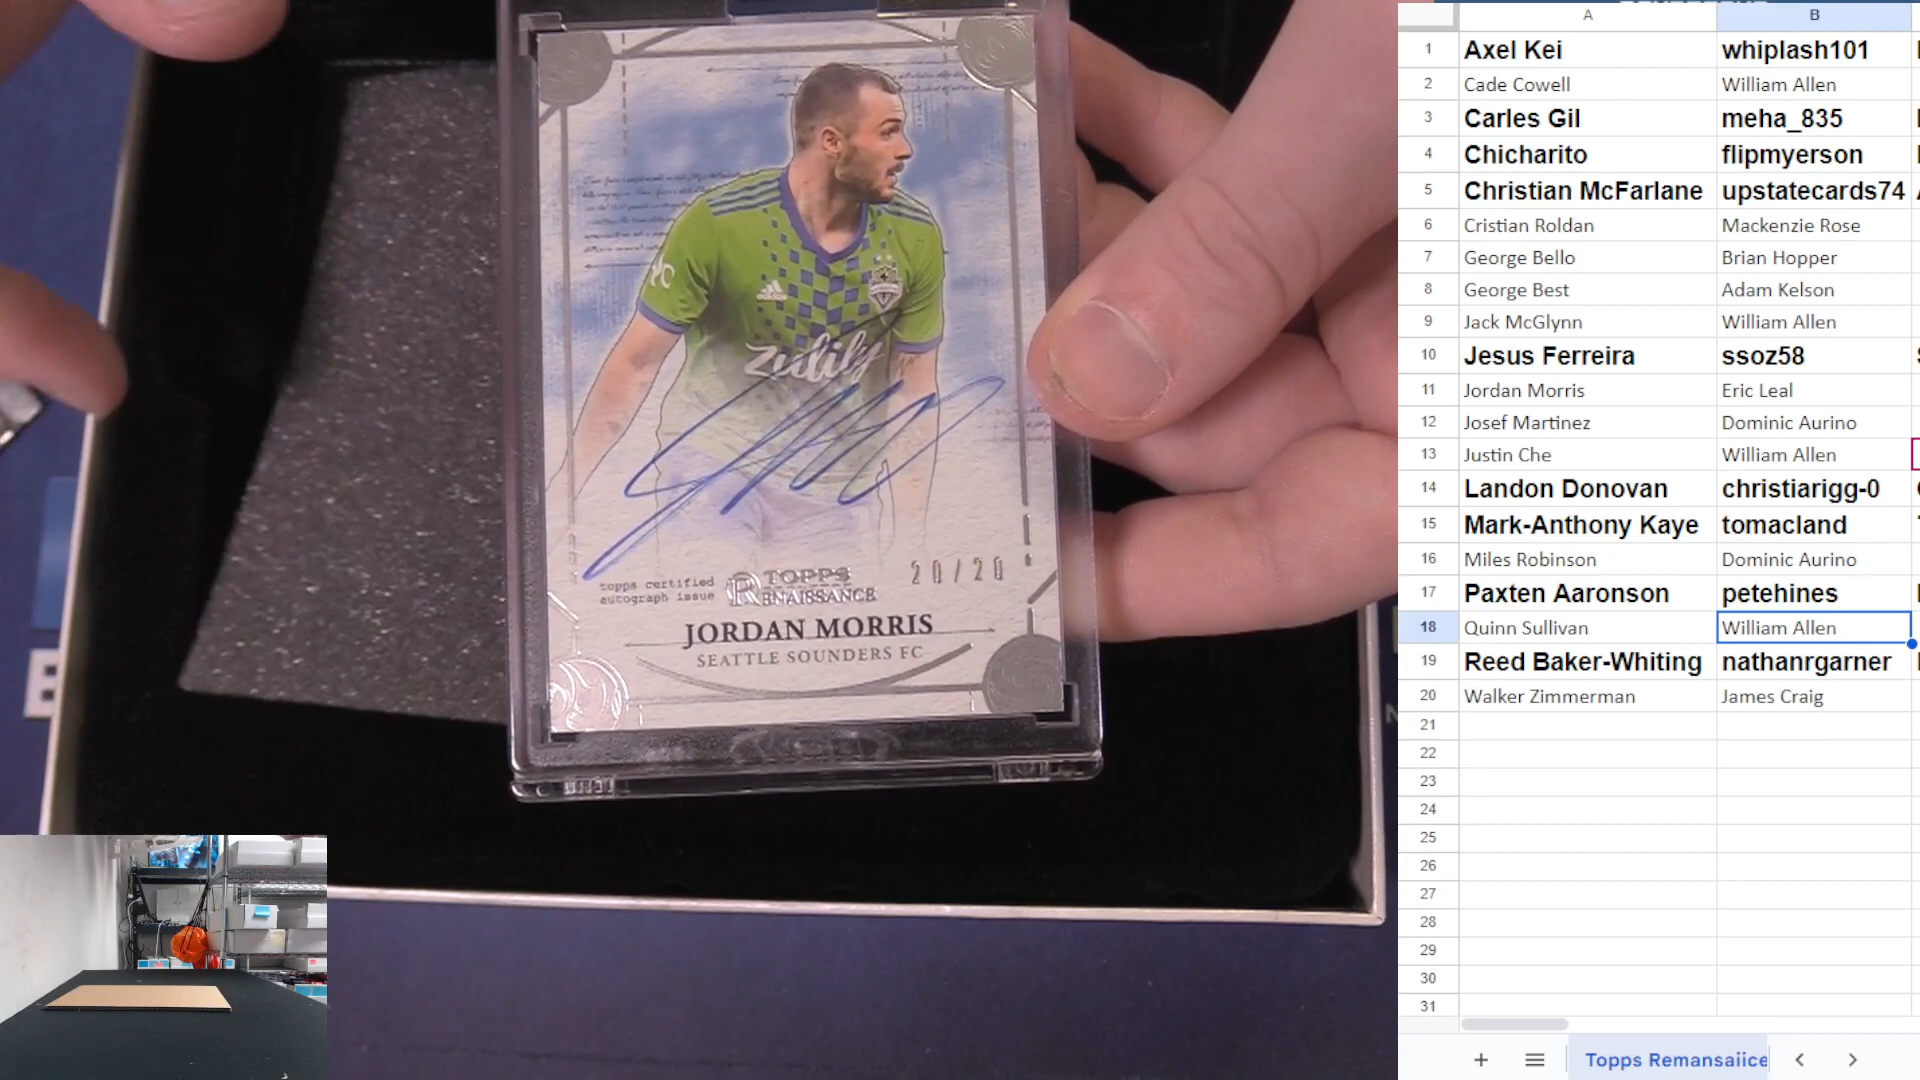 adidas
Zulily
20/20
topps certified
autograph issue
TOPPS
RENAISSANCE
JORDAN MORRIS
SEATTLE SOUNDERS FC
A B
1 Axel Kei whiplash101
2 Cade Cowell William Allen
3 Carles Gil meha_835
4 Chicharito flipmyerson
5 Christian McFarlane upstatecards74
6 Cristian Roldan Mackenzie Rose
7 George Bello Brian Hopper
8 George Best Adam Kelson
9 Jack McGlynn William Allen
10 Jesus Ferreira ssoz58
11 Jordan Morris Eric Leal
12 Josef Martinez Dominic Aurino
13 Justin Che William Allen
14 Landon Donovan christiarigg-0
15 Mark-Anthony Kaye tomacland
16 Miles Robinson Dominic Aurino
17 Paxten Aaronson petehines
18 Quinn Sullivan William Allen
19 Reed Baker-Whiting nathanrgarner
20 Walker Zimmerman James Craig
21
22
23
24
25
26
27
28
29
30
31
Topps Remansaiice